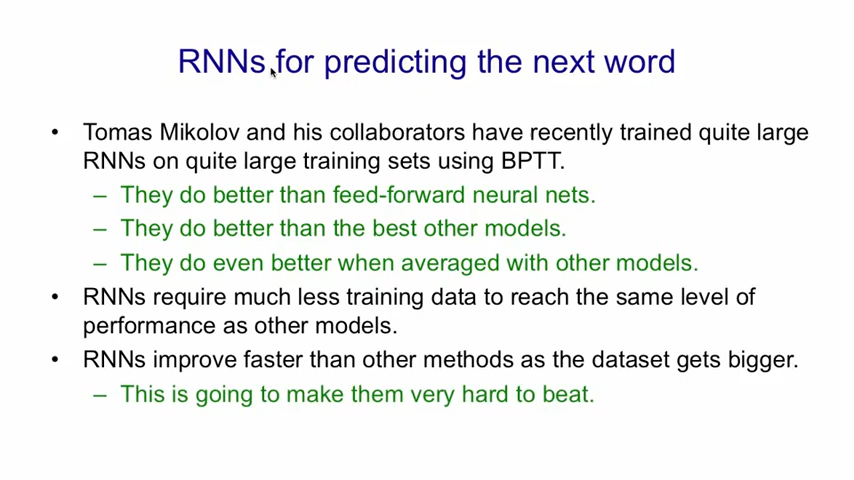 RNNs for predicting the next word
• Tomas Mikolov and his collaborators have recently trained quite large
RNNs on quite large training sets using BPTT.
– They do better than feed-forward neural nets.
– They do better than the best other models.
– They do even better when averaged with other models.
• RNNs require much less training data to reach the same level of
performance as other models.
• RNNs improve faster than other methods as the dataset gets bigger.
– This is going to make them very hard to beat.